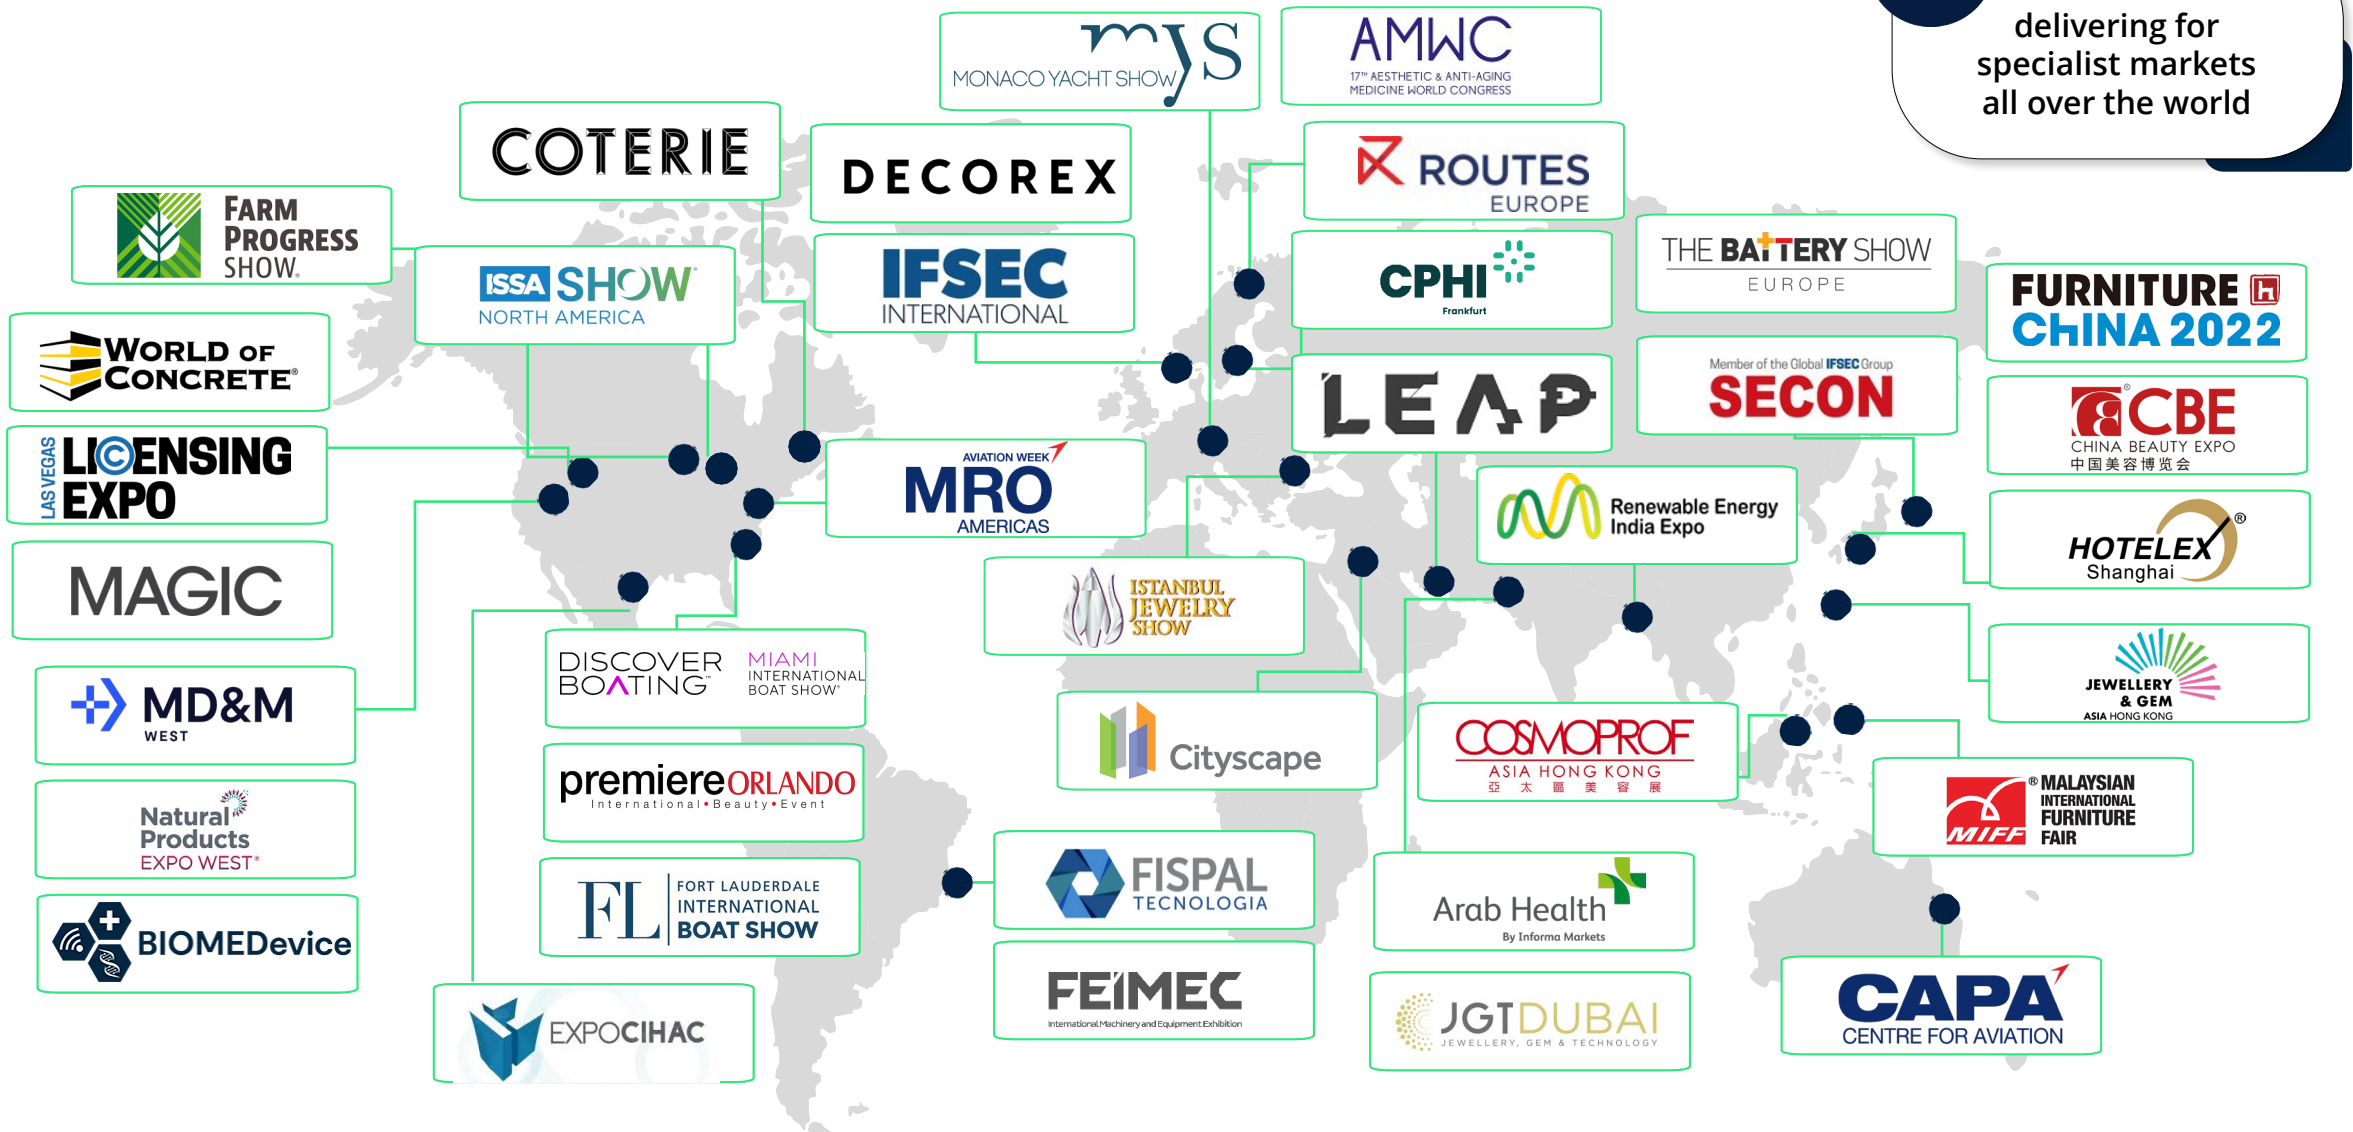 delivering for
specialist markets
all over the world
mys
MONACO YACHT SHOW
AMWC
17TH AESTHETIC & ANTI-AGING
MEDICINE WORLD CONGRESS
COTERIE
DECOREX
ROUTES
EUROPE
FARM
PROGRESS
SHOW®
ISSA SHOW®
NORTH AMERICA
IFSEC
INTERNATIONAL
CPHI
Frankfurt
THE BATTERY SHOW
EUROPE
FURNITURE
CHINA 2022
WORLD OF
CONCRETE®
LEAP
Member of the Global IFSEC Group
SECON
®CBE
CHINA BEAUTY EXPO
中国美容博览会
LAS VEGAS
LICENSING
EXPO
AVIATION WEEK
MRO
AMERICAS
Renewable Energy
India Expo
HOTELEX®
Shanghai
MAGIC
ISTANBUL
JEWELRY
SHOW
JEWELLERY
& GEM
ASIA HONG KONG
MD&M
WEST
DISCOVER
BOATING™
MIAMI
INTERNATIONAL
BOAT SHOW®
Cityscape
COSMOPROF
ASIA HONG KONG
亞太區美容展
MIFF®
MALAYSIAN
INTERNATIONAL
FURNITURE
FAIR
Natural
Products
EXPO WEST®
premiere ORLANDO
International•Beauty•Event
FISPAL
TECNOLOGIA
Arab Health
By Informa Markets
BIOMEDevice
FL
FORT LAUDERDALE
INTERNATIONAL
BOAT SHOW
FEIMEC
International Machinery and Equipment Exhibition
JGTDUBAI
JEWELLERY, GEM & TECHNOLOGY
CAPA
CENTRE FOR AVIATION
EXPOCIHAC